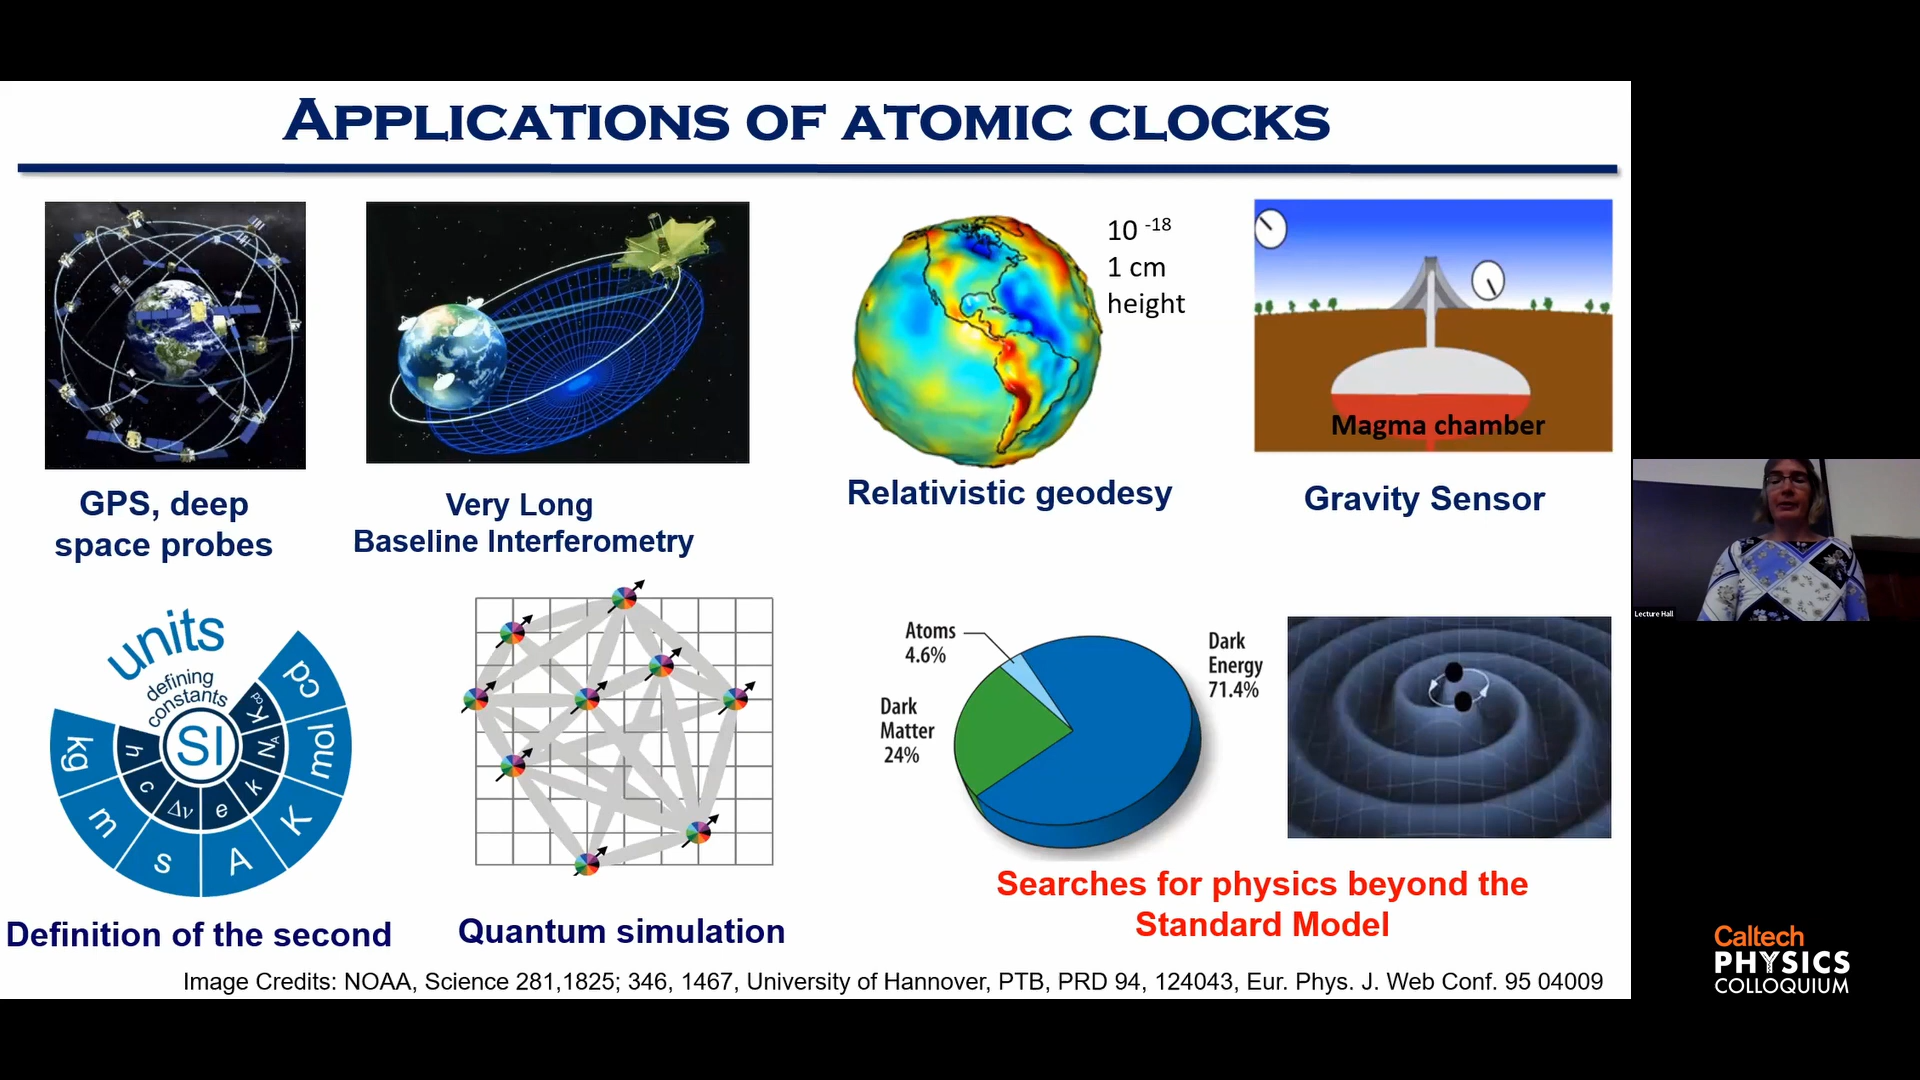 APPLICATIONS OF ATOMIC CLOCKS
10 -18
1 cm
height
Magma chamber
GPS, deep
space probes
Very Long
Baseline Interferometry
Relativistic geodesy
Gravity Sensor
units
defining
constants
SI
kg
m
s
A
K
mol
cd
h
c
Δν
e
k
NA
Kcd
Atoms
4.6%
Dark
Matter
24%
Dark
Energy
71.4%
Definition of the second
Quantum simulation
Searches for physics beyond the
Standard Model
Image Credits: NOAA, Science 281,1825; 346, 1467, University of Hannover, PTB, PRD 94, 124043, Eur. Phys. J. Web Conf. 95 04009
Lecture Hall
Caltech
PHYSICS
COLLOQUIUM